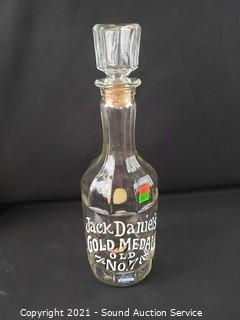 Jack Daniel's
GOLD MEDAL
OLD
No. 7
Copyright 2021 - Sound Auction Service